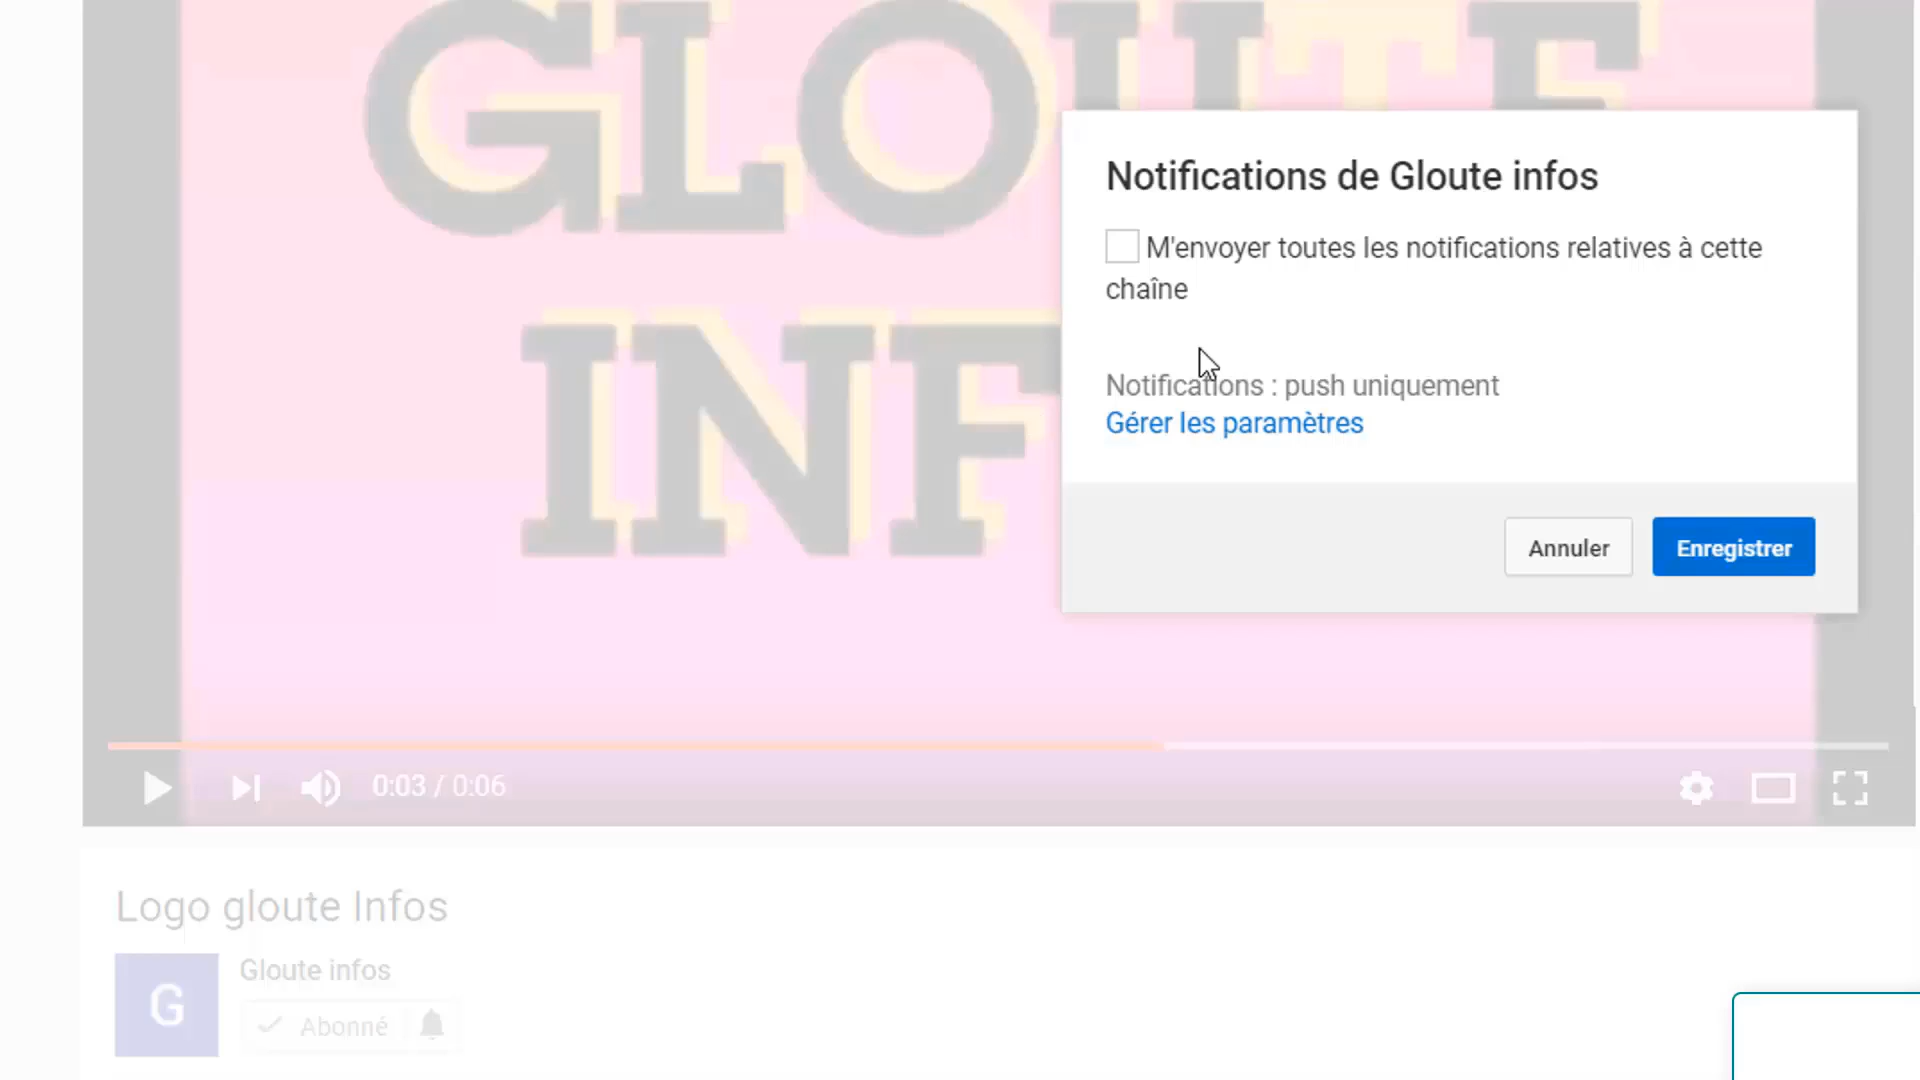 GLOUTE
INF
Notifications de Gloute infos
M'envoyer toutes les notifications relatives à cette
chaîne
Notifications : push uniquement
Gérer les paramètres
Annuler
Enregistrer
0:03 / 0:06
Logo gloute Infos
G
Gloute infos
Abonné